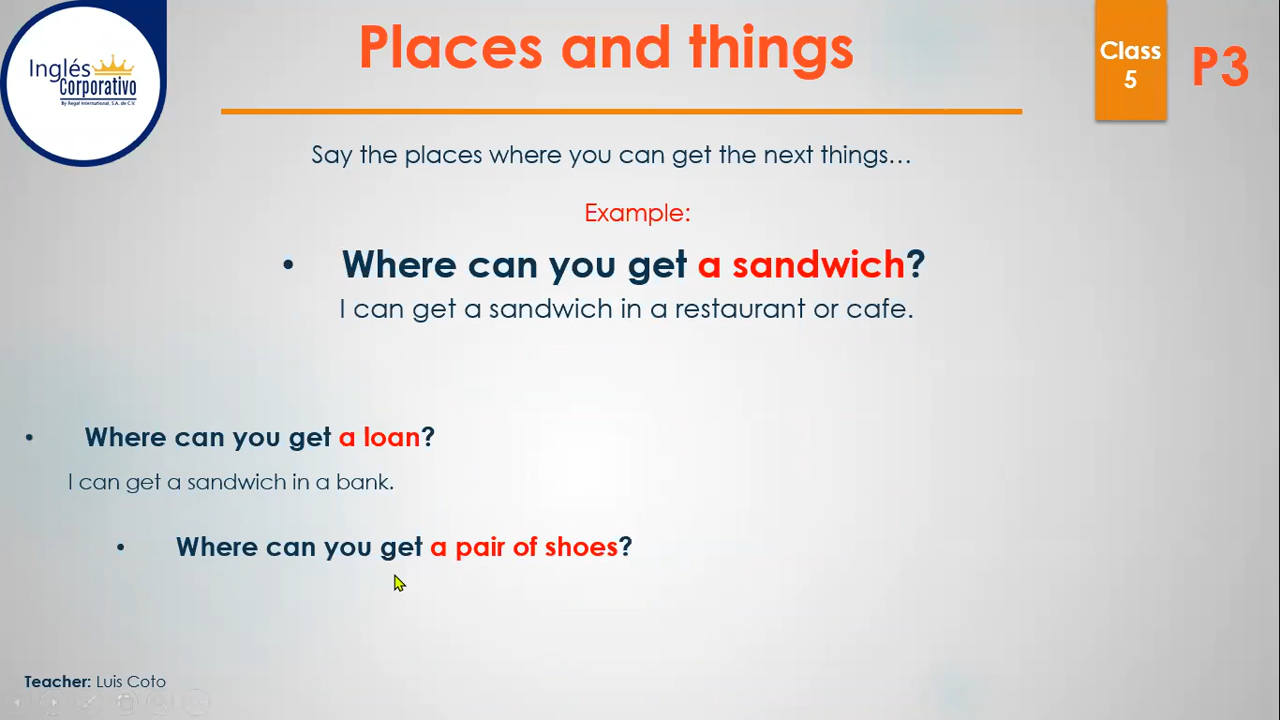 Inglés
Corporativo
By Regal International, S.A. de C.V.
Places and things
Class
5
P3
Say the places where you can get the next things...
Example:
• Where can you get a sandwich?
I can get a sandwich in a restaurant or cafe.
• Where can you get a loan?
I can get a sandwich in a bank.
• Where can you get a pair of shoes?
Teacher: Luis Coto